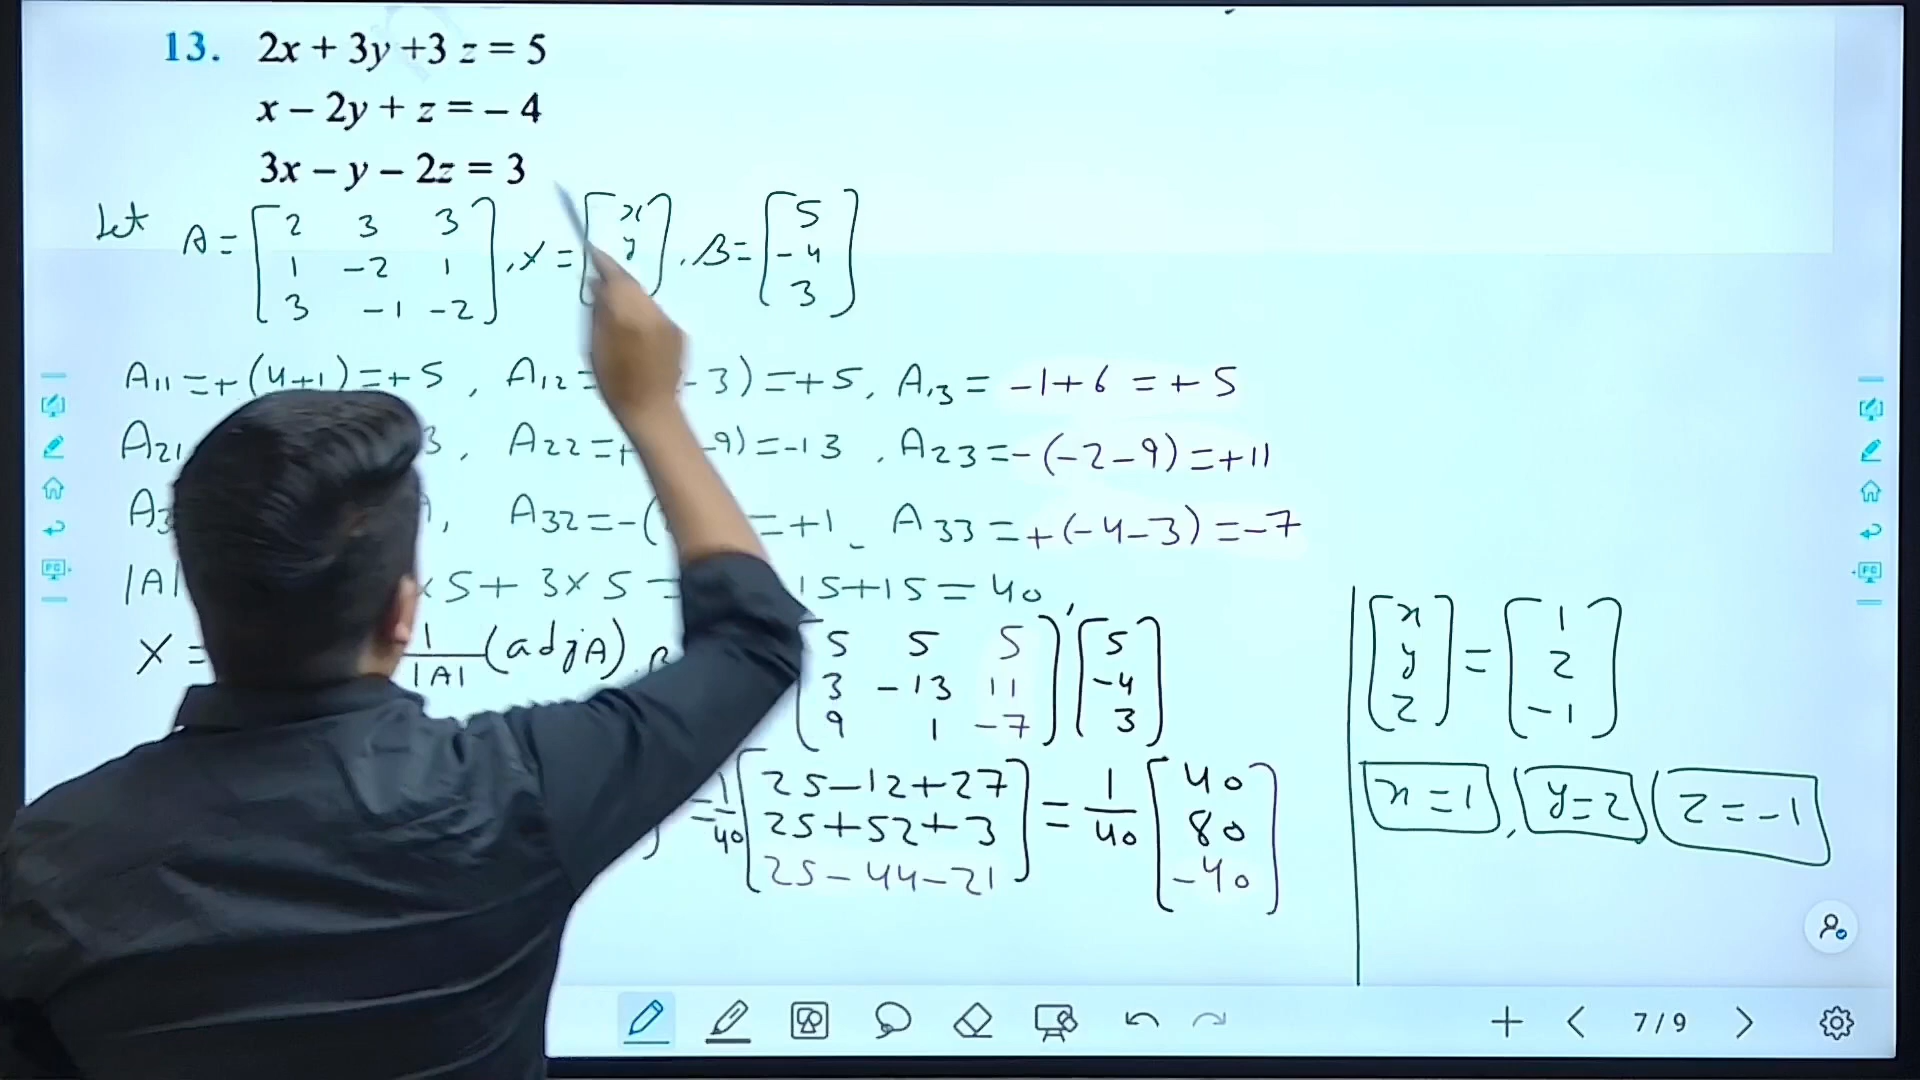 13. 2x + 3y +3 z = 5
x – 2y + z = – 4
3x – y – 2z = 3
Let A = [2 3 3 , X = [x , B = [5
1 -2 1 y -4
3 -1 -2] ] 3]
A11 = +(4+1) = +5 , A12 = -3) = +5, A13 = -1+6 = +5
A21 3 , A22 = + -9) = -13 , A23 = -(-2-9) = +11
, A32 = -( = +1 A33 = +(-4-3) = -7
|A| ×5 + 3×5 = 15+15 = 40
X = 1/|A| (adjA).B [5 5 5 ]' [5
3 -13 11 -4
9 1 -7 3]
= 1/40 [25-12+27 = 1/40 [40
25+52+3 80
25-44-21] -40]
[x = [1
y 2
z] -1]
x=1 , y=2 z=-1
7/9